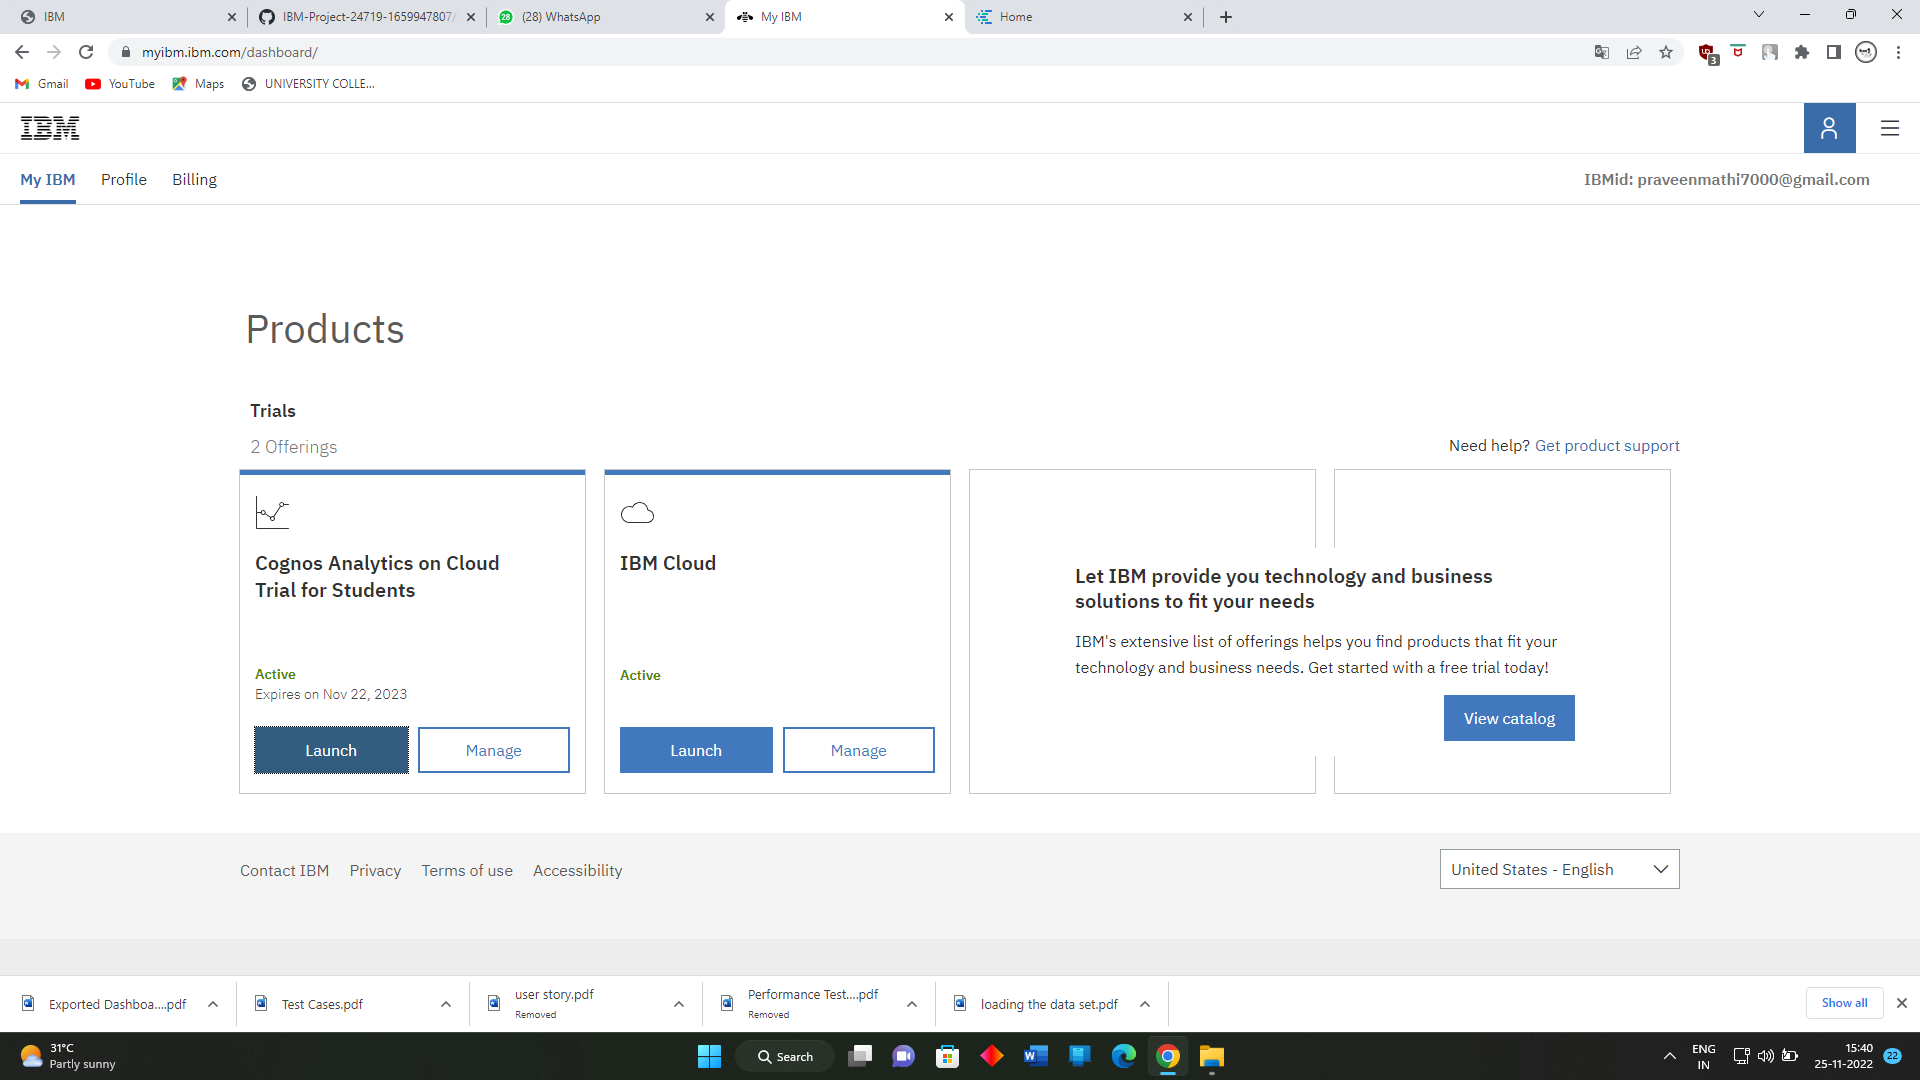 IBM
IBM-Project-24719-1659947807/
28
(28) WhatsApp
My IBM
Home
myibm.ibm.com/dashboard/
3
Gmail
YouTube
Maps
UNIVERSITY COLLE...
IBM
My IBM
Profile
Billing
IBMid: praveenmathi7000@gmail.com
Products
Trials
2 Offerings
Need help? Get product support
Cognos Analytics on Cloud
Trial for Students
Active
Expires on Nov 22, 2023
Launch
Manage
IBM Cloud
Active
Launch
Manage
Let IBM provide you technology and business
solutions to fit your needs
IBM's extensive list of offerings helps you find products that fit your
technology and business needs. Get started with a free trial today!
View catalog
Contact IBM
Privacy
Terms of use
Accessibility
United States - English
Exported Dashboa....pdf
Test Cases.pdf
user story.pdf
Removed
Performance Test....pdf
Removed
loading the data set.pdf
Show all
31°C
Partly sunny
Search
ENG
IN
15:40
25-11-2022
22